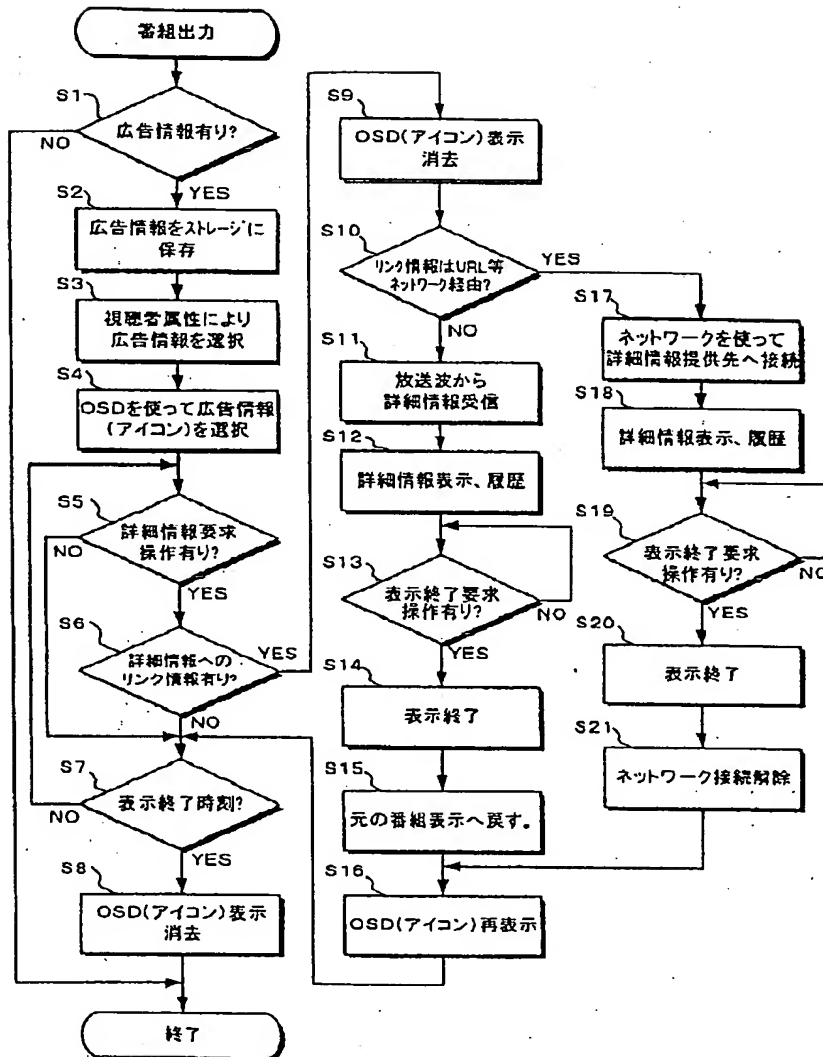 番組出力
S1
広告情報有り?
NO
YES
S2
広告情報をストレージに
保存
S3
視聴者属性により
広告情報を選択
S4
OSDを使って広告情報
(アイコン)を選択
S5
詳細情報要求
操作有り?
NO
YES
S6
詳細情報への
リンク情報有り?
YES
NO
S7
表示終了時刻?
NO
YES
S8
OSD(アイコン)表示
消去
終了
S9
OSD(アイコン)表示
消去
S10
リンク情報はURL等
ネットワーク経由?
YES
NO
S11
放送波から
詳細情報受信
S12
詳細情報表示、履歴
S13
表示終了要求
操作有り?
NO
YES
S14
表示終了
S15
元の番組表示へ戻す。
S16
OSD(アイコン)再表示
S17
ネットワークを使って
詳細情報提供先へ接続
S18
詳細情報表示、履歴
S19
表示終了要求
操作有り?
NO
YES
S20
表示終了
S21
ネットワーク接続解除